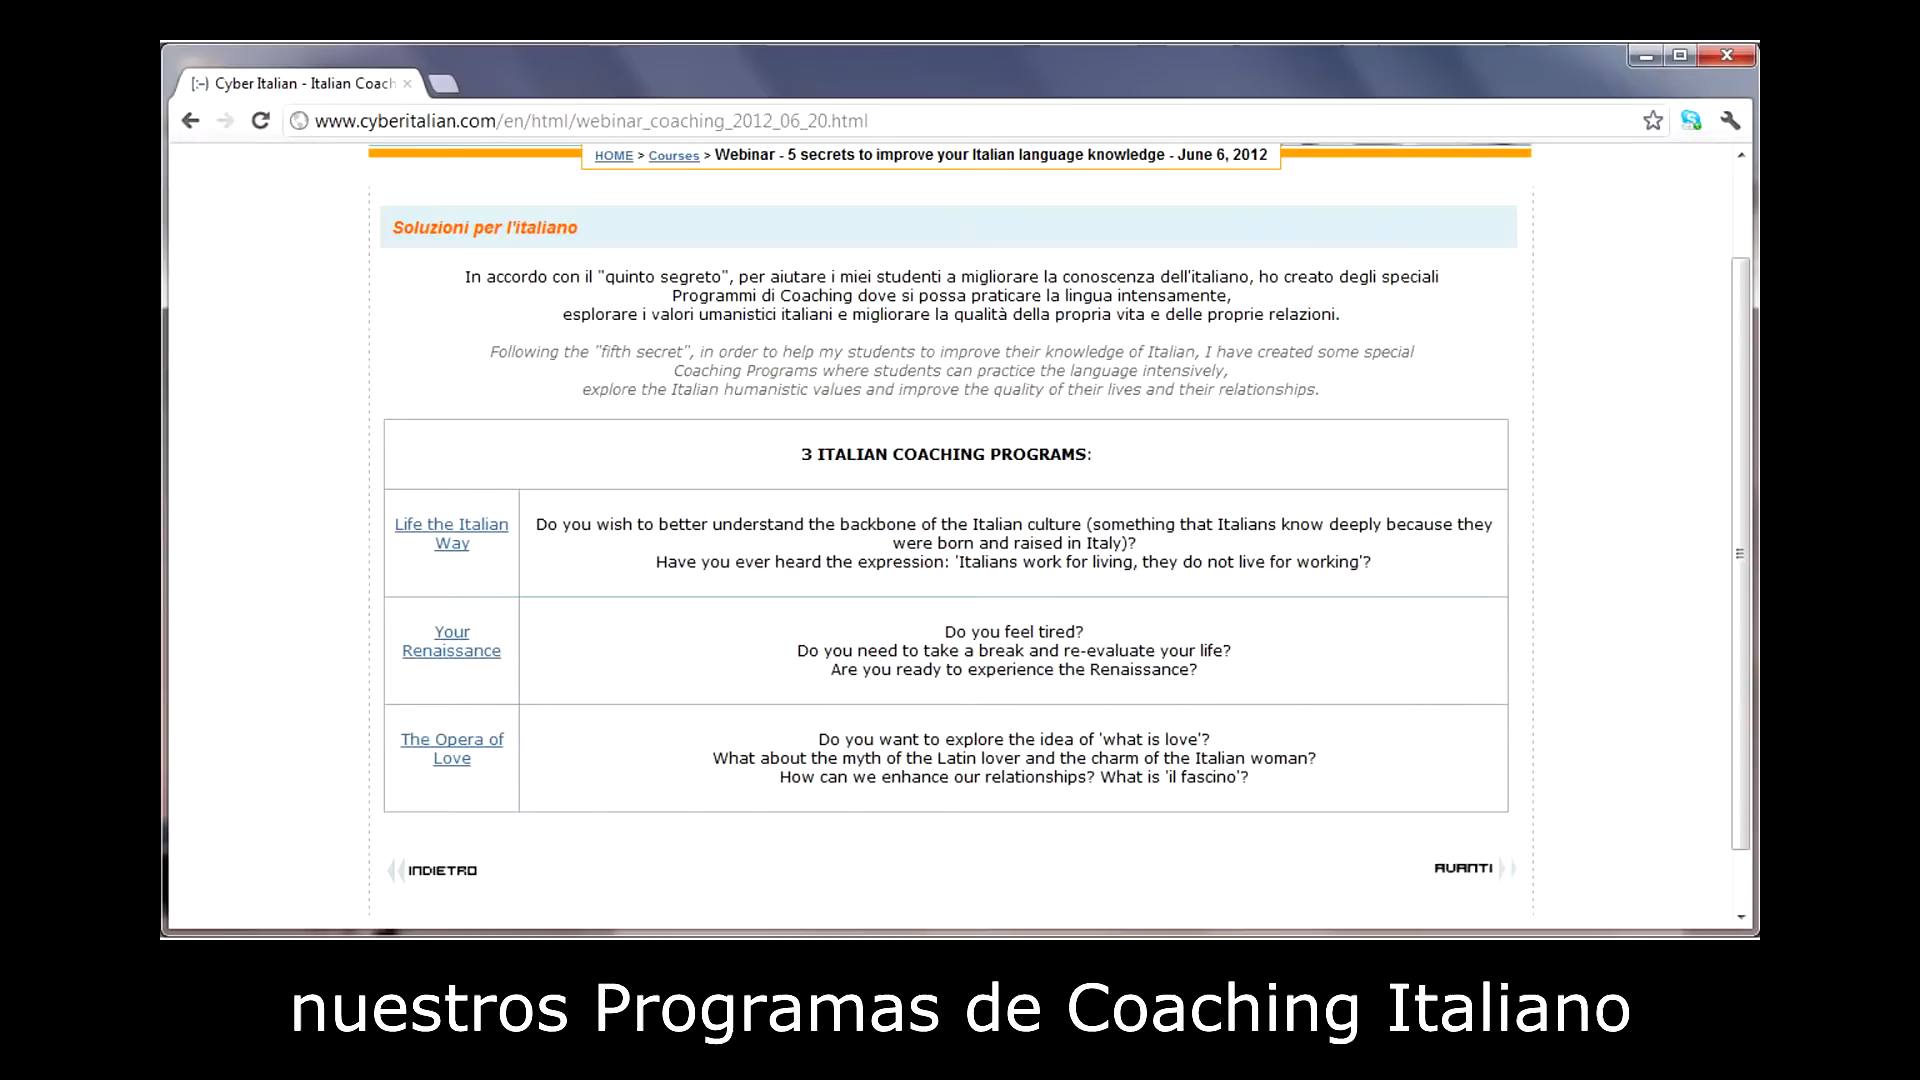 [:-) Cyber Italian - Italian Coach
www.cyberitalian.com/en/html/webinar_coaching_2012_06_20.html
HOME > Courses > Webinar - 5 secrets to improve your Italian language knowledge - June 6, 2012
Soluzioni per l'italiano
In accordo con il "quinto segreto", per aiutare i miei studenti a migliorare la conoscenza dell'italiano, ho creato degli speciali
Programmi di Coaching dove si possa praticare la lingua intensamente,
esplorare i valori umanistici italiani e migliorare la qualità della propria vita e delle proprie relazioni.
Following the "fifth secret", in order to help my students to improve their knowledge of Italian, I have created some special
Coaching Programs where students can practice the language intensively,
explore the Italian humanistic values and improve the quality of their lives and their relationships.
3 ITALIAN COACHING PROGRAMS:
Life the Italian
Way
Do you wish to better understand the backbone of the Italian culture (something that Italians know deeply because they
were born and raised in Italy)?
Have you ever heard the expression: 'Italians work for living, they do not live for working'?
Your
Renaissance
Do you feel tired?
Do you need to take a break and re-evaluate your life?
Are you ready to experience the Renaissance?
The Opera of
Love
Do you want to explore the idea of 'what is love'?
What about the myth of the Latin lover and the charm of the Italian woman?
How can we enhance our relationships? What is 'il fascino'?
INDIETRO
AVANTI
nuestros Programas de Coaching Italiano